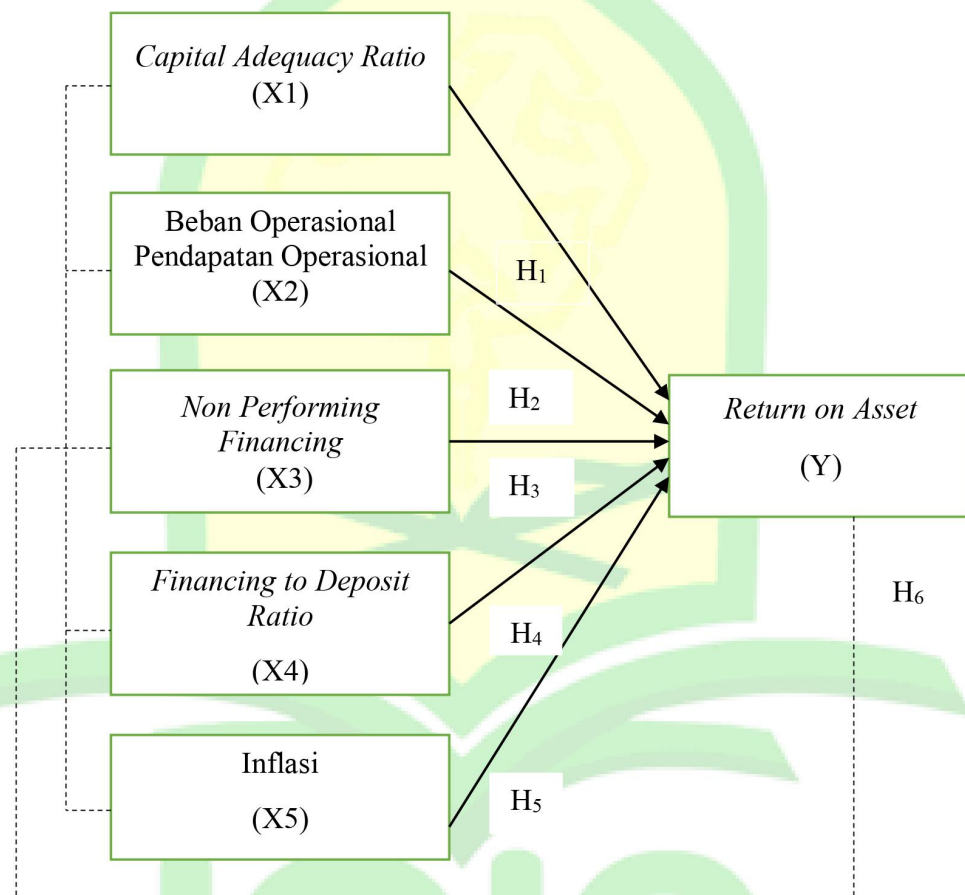 Capital Adequacy Ratio
(X1)
Beban Operasional
Pendapatan Operasional
(X2)
Non Performing
Financing
(X3)
Financing to Deposit
Ratio
(X4)
Inflasi
(X5)
H₁
H₂
H₃
H₄
H₅
Return on Asset
(Y)
H₆